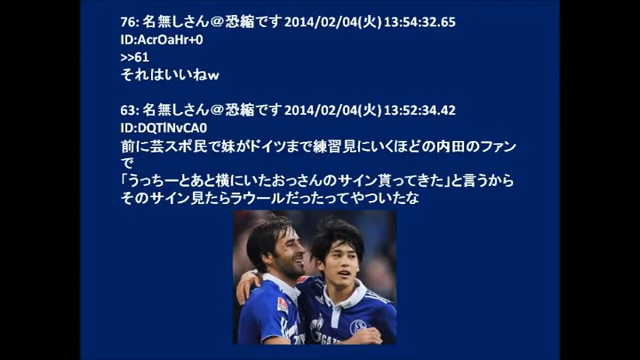 76: 名無しさん＠恐縮です 2014/02/04(火) 13:54:32.65
ID:AcrOaHr+0
>>61
それはいいねｗ
63: 名無しさん＠恐縮です 2014/02/04(火) 13:52:34.42
ID:DQTlNvCA0
前に芸スポ民で妹がドイツまで練習見にいくほどの内田のファン
で
「うっちーとあと横にいたおっさんのサイン貰ってきた」と言うから
そのサイン見たらラウールだったってやついたな